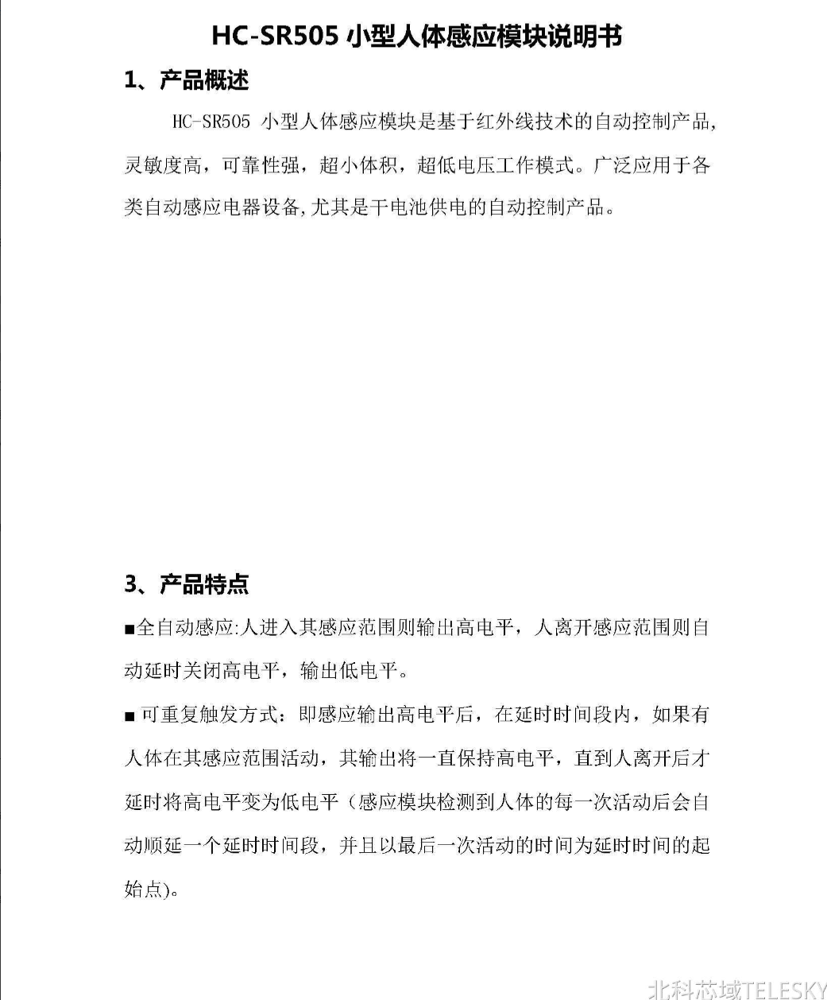 HC-SR505 小型人体感应模块说明书
1、产品概述
HC-SR505 小型人体感应模块是基于红外线技术的自动控制产品,
灵敏度高，可靠性强，超小体积，超低电压工作模式。广泛应用于各
类自动感应电器设备,尤其是干电池供电的自动控制产品。
3、产品特点
■全自动感应:人进入其感应范围则输出高电平，人离开感应范围则自
动延时关闭高电平，输出低电平。
■ 可重复触发方式：即感应输出高电平后，在延时时间段内，如果有
人体在其感应范围活动，其输出将一直保持高电平，直到人离开后才
延时将高电平变为低电平（感应模块检测到人体的每一次活动后会自
动顺延一个延时时间段，并且以最后一次活动的时间为延时时间的起
始点)。
北科芯域TELESKY